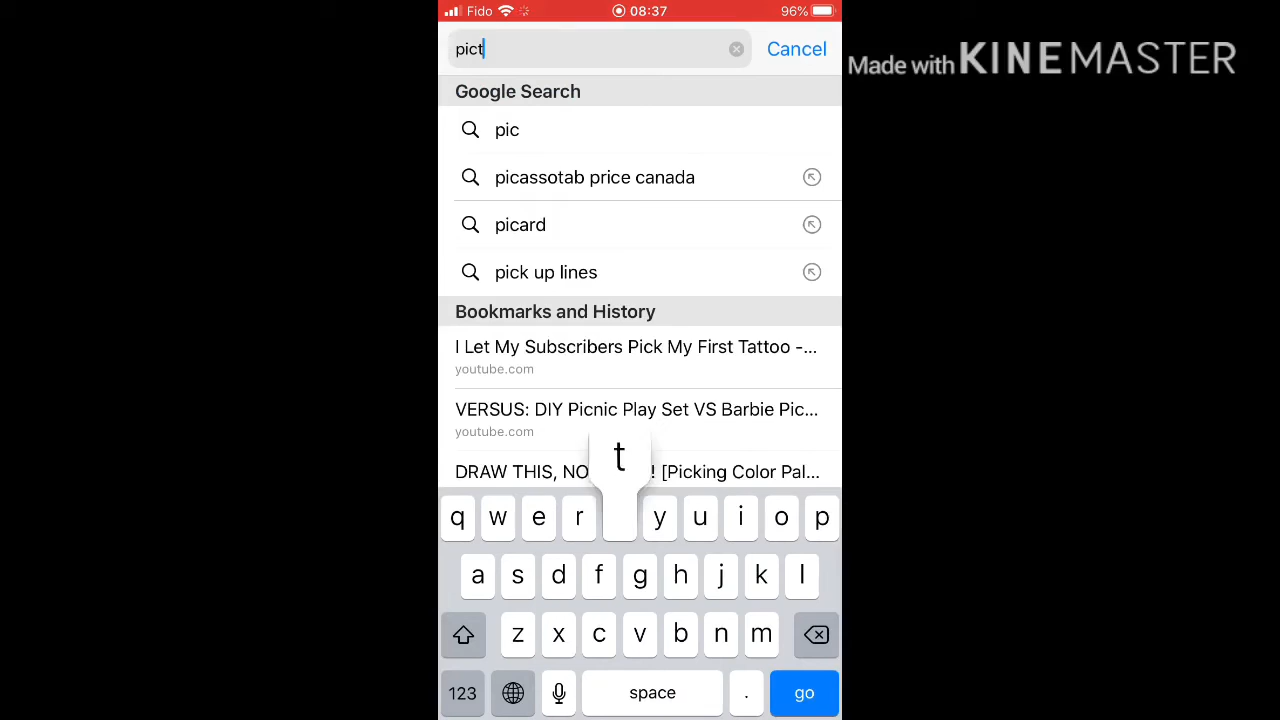 Fido 08:37 96%
pict Cancel
Made with KINEMASTER
Google Search
pic
picassotab price canada
picard
pick up lines
Bookmarks and History
I Let My Subscribers Pick My First Tattoo -...
youtube.com
VERSUS: DIY Picnic Play Set VS Barbie Pic...
youtube.com
t
DRAW THIS, NO ! [Picking Color Pal...
q w e r y u i o p
a s d f g h j k l
z x c v b n m
123 space . go